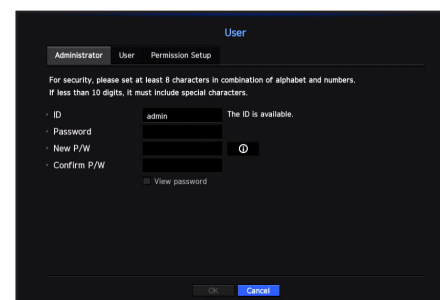 User
Administrator User Permission Setup
For security, please set at least 8 characters in combination of alphabet and numbers.
If less than 10 digits, it must include special characters.
ID admin The ID is available.
Password
New P/W
Confirm P/W
View password
OK Cancel